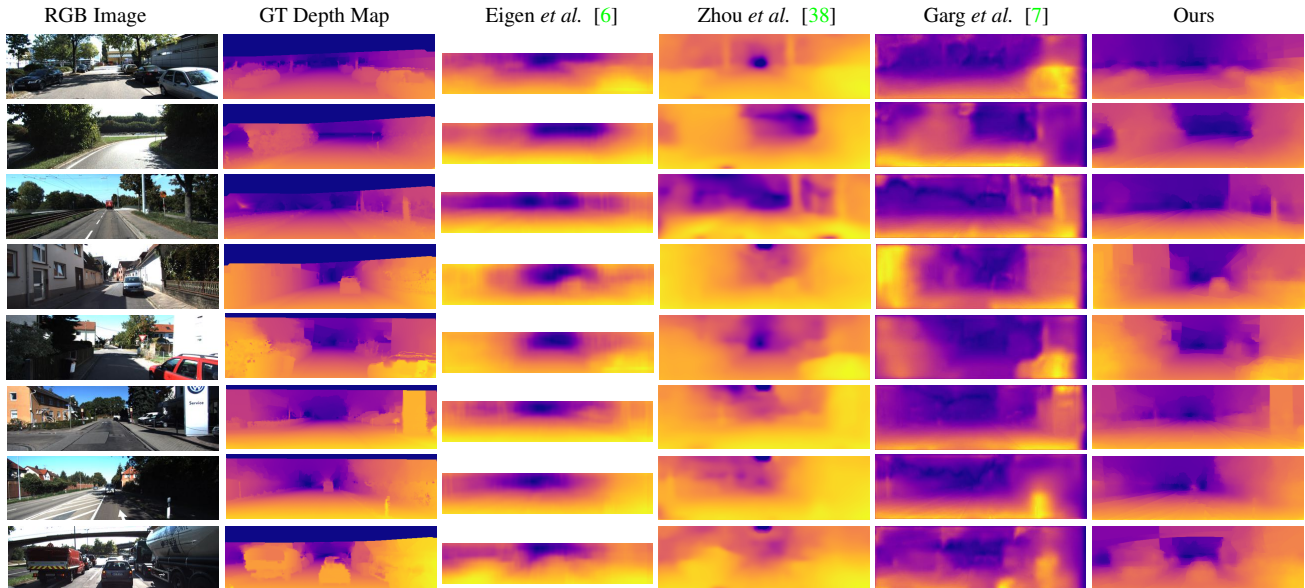 RGB Image GT Depth Map Eigen et al. [6] Zhou et al. [38] Garg et al. [7] Ours
Service